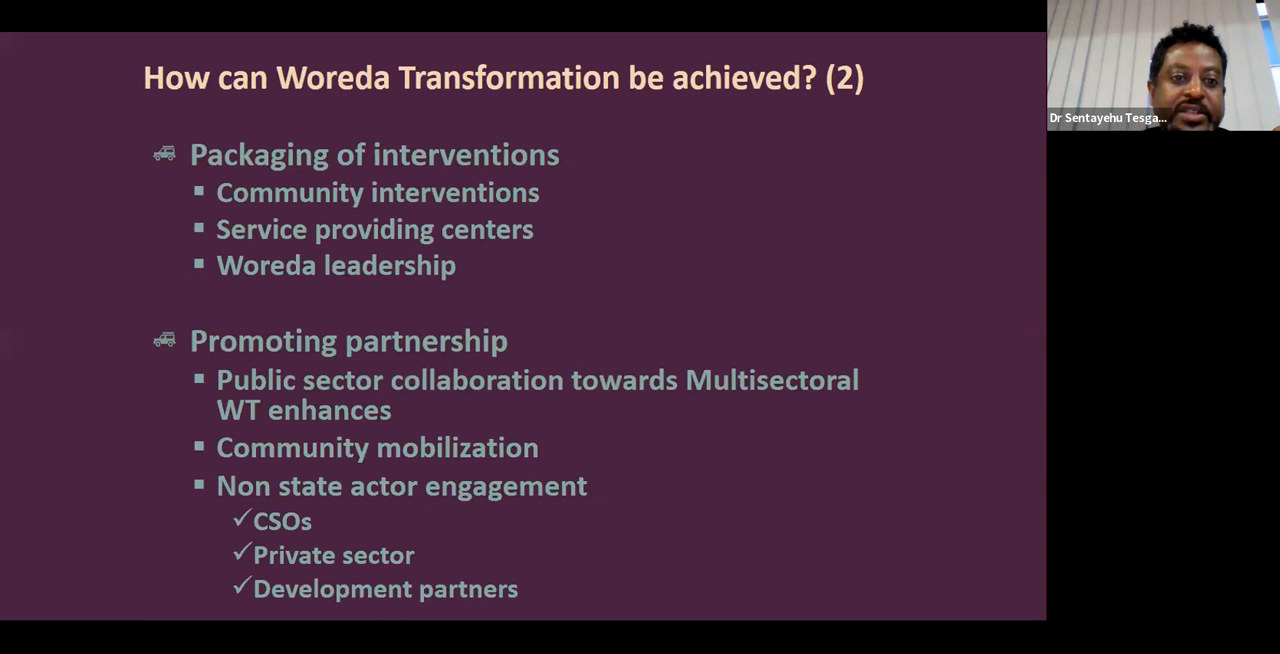 How can Woreda Transformation be achieved? (2)
Packaging of interventions
Community interventions
Service providing centers
Woreda leadership
Promoting partnership
Public sector collaboration towards Multisectoral
WT enhances
Community mobilization
Non state actor engagement
CSOs
Private sector
Development partners
Dr Sentayehu Tesga...